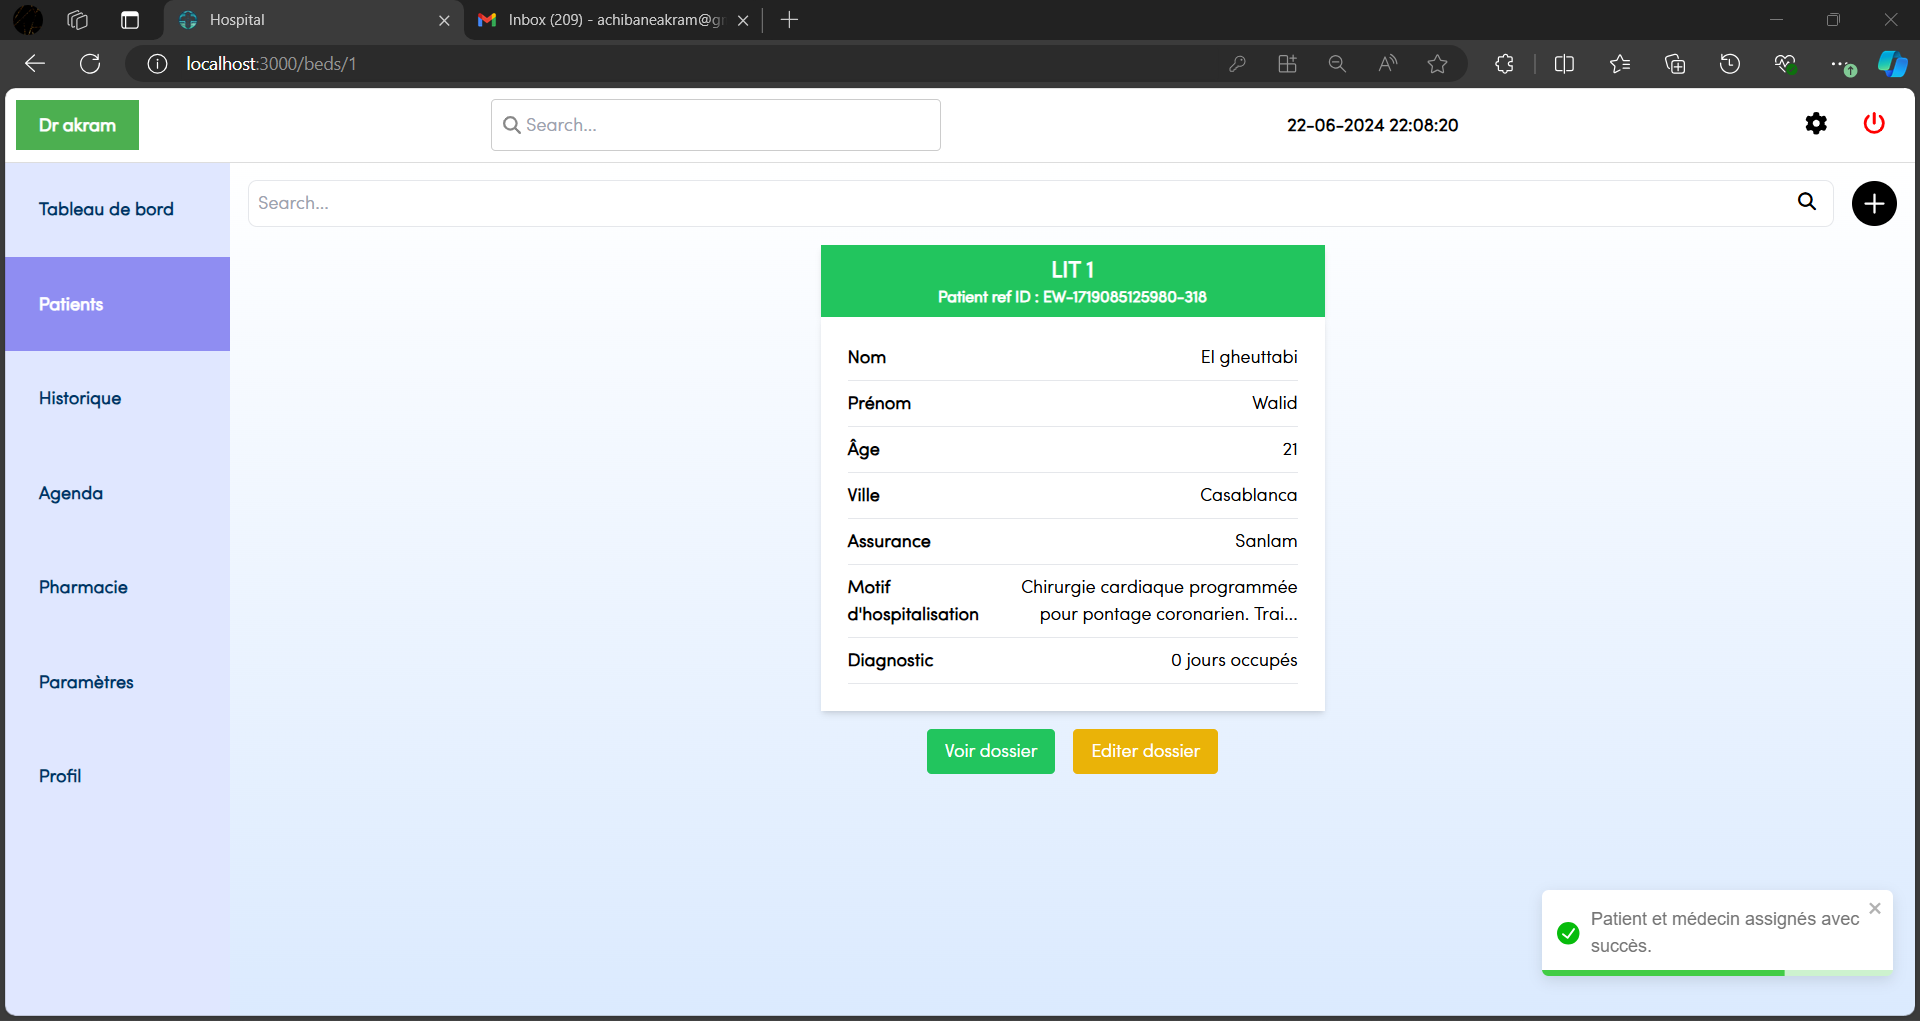 Hospital
Inbox (209) - achibaneakram@gr
localhost:3000/beds/1
Dr akram
Search...
22-06-2024 22:08:20
Tableau de bord
Patients
Historique
Agenda
Pharmacie
Paramètres
Profil
Search...
LIT 1
Patient ref ID : EW-1719085125980-318
Nom El gheuttabi
Prénom Walid
Âge 21
Ville Casablanca
Assurance Sanlam
Motif d'hospitalisation
Chirurgie cardiaque programmée
pour pontage coronarien. Trai...
Diagnostic 0 jours occupés
Voir dossier Editer dossier
Patient et médecin assignés avec
succès.